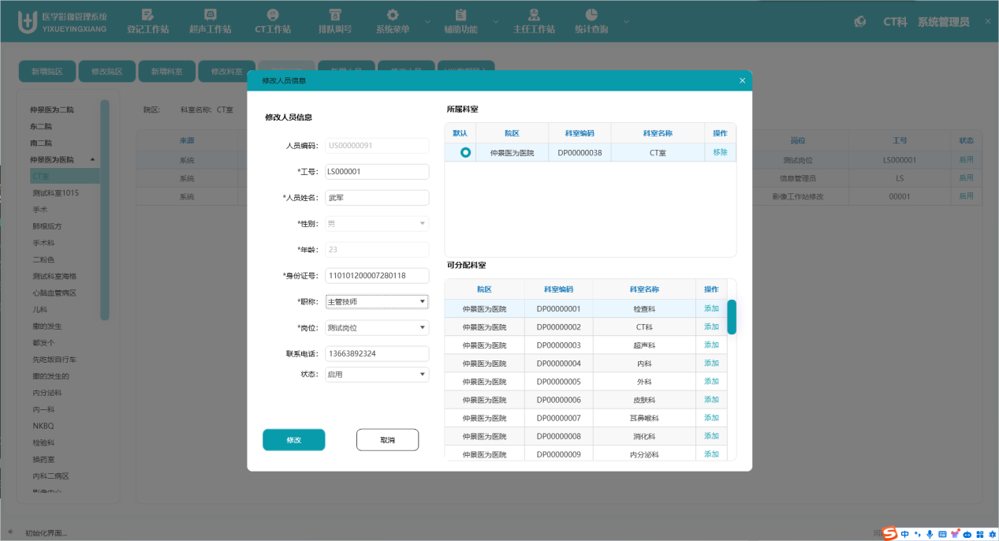 医学影像管理系统
YIXUEYINGXIANG
登记工作站
超声工作站
CT工作站
排队叫号
系统菜单
辅助功能
主任工作站
统计查询
CT科 系统管理员
新增院区
修改院区
新增科室
修改科室
仲景医为二院
东二院
南二院
仲景医为医院
CT室
测试科室1015
手术
肺根后方
手术科
二粉色
测试科室海格
心脑血管病区
儿科
撒的发生
都发个
先吃饭自行车
撒的发生的
内分泌科
内一科
NKBQ
检验科
换药室
内科二病区
影像中心
院区: 科室名称: CT室
来源 岗位 工号 状态
系统 测试岗位 LS000001 启用
系统 信息管理员 LS 启用
系统 影像工作站修改 00001 启用
修改人员信息
修改人员信息
人员编码: US00000091
*工号: LS000001
*人员姓名: 武军
*性别: 男
*年龄: 23
*身份证号: 110101200007280118
*职称: 主管技师
*岗位: 测试岗位
联系电话: 13663892324
状态: 启用
修改
取消
所属科室
默认 院区 科室编码 科室名称 操作
仲景医为医院 DP00000038 CT室 移除
可分配科室
院区 科室编码 科室名称 操作
仲景医为医院 DP00000001 检查科 添加
仲景医为医院 DP00000002 CT科 添加
仲景医为医院 DP00000003 超声科 添加
仲景医为医院 DP00000004 内科 添加
仲景医为医院 DP00000005 外科 添加
仲景医为医院 DP00000006 皮肤科 添加
仲景医为医院 DP00000007 耳鼻喉科 添加
仲景医为医院 DP00000008 消化科 添加
仲景医为医院 DP00000009 内分泌科 添加
初始化界面...
中